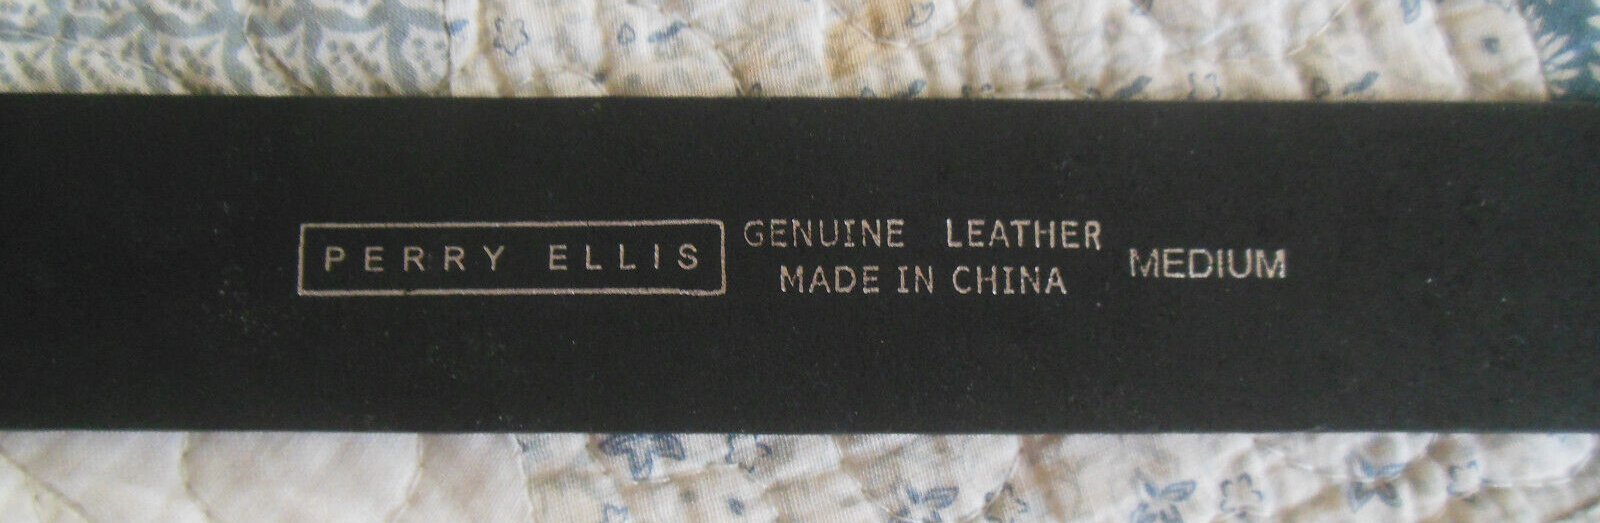 PERRY ELLIS
GENUINE LEATHER
MADE IN CHINA
MEDIUM